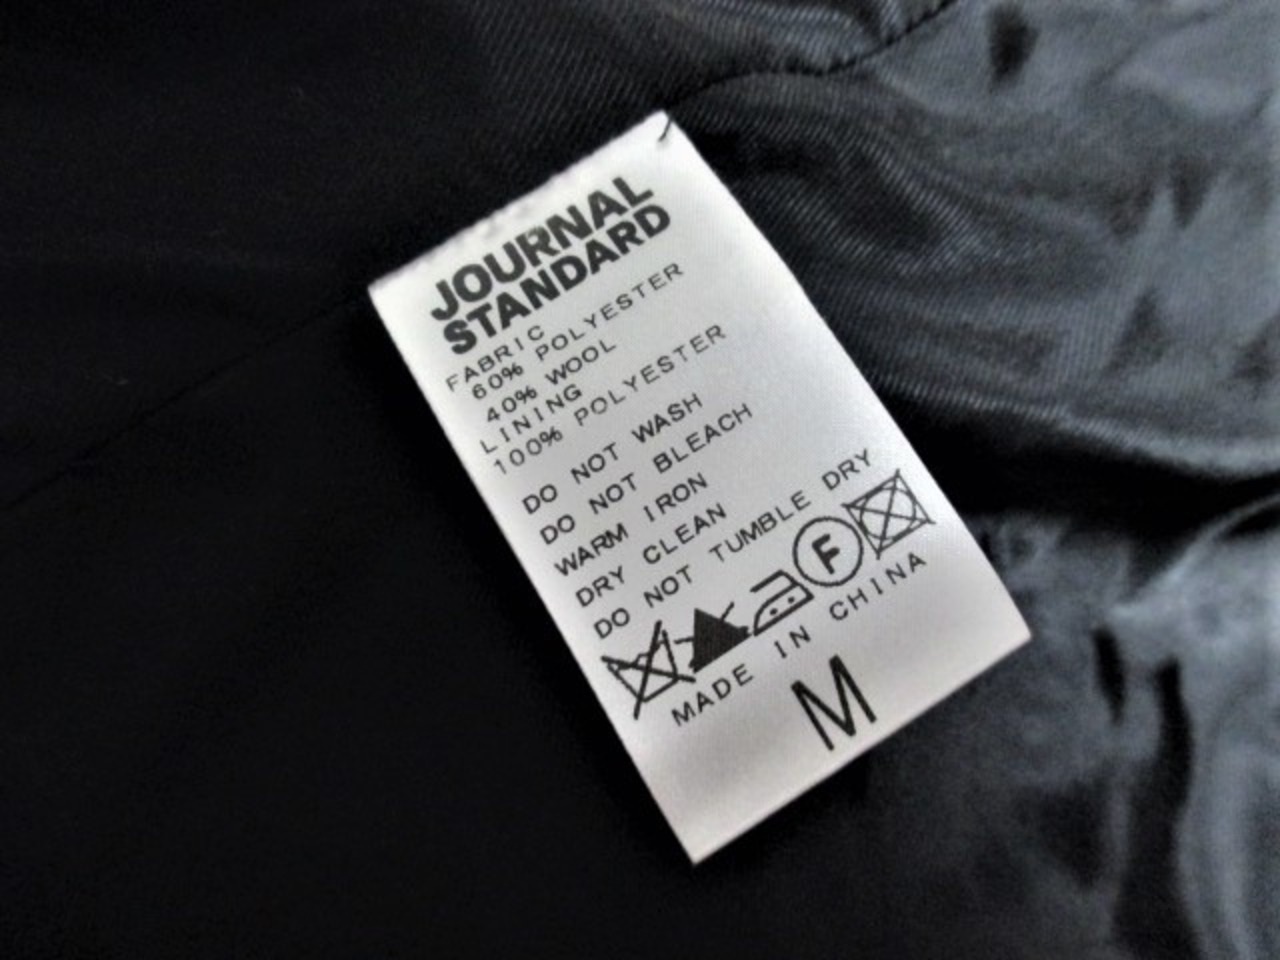 JOURNAL
STANDARD
FABRIC
60% POLYESTER
40% WOOL
LINING
100% POLYESTER
DO NOT WASH
DO NOT BLEACH
WARM IRON
DRY CLEAN
DO NOT TUMBLE DRY
F
MADE IN CHINA
M